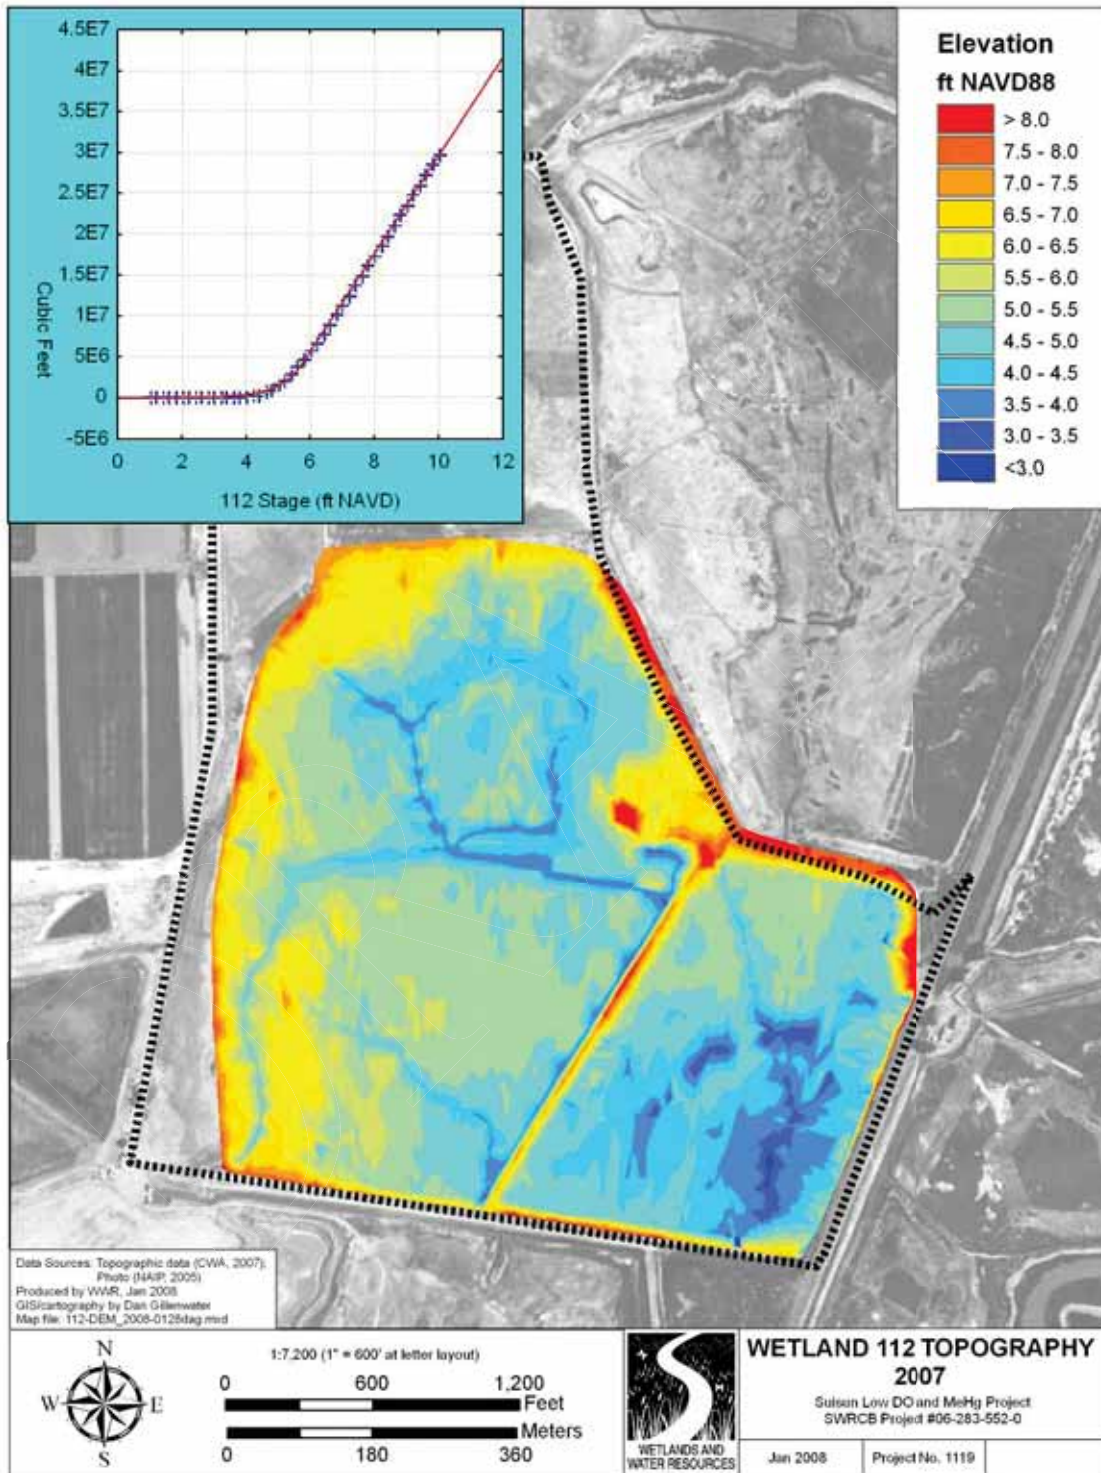 4.5E7
4E7
3.5E7
3E7
2.5E7
2E7
1.5E7
1E7
5E6
0
-5E6
Cubic Feet
0 2 4 6 8 10 12
112 Stage (ft NAVD)
Elevation
ft NAVD88
> 8.0
7.5 - 8.0
7.0 - 7.5
6.5 - 7.0
6.0 - 6.5
5.5 - 6.0
5.0 - 5.5
4.5 - 5.0
4.0 - 4.5
3.5 - 4.0
3.0 - 3.5
<3.0
Data Sources: Topographic data (CWA, 2007);
Photo (NAIP, 2005)
Produced by WWR, Jan 2008
GIS/cartography by Dan Gillenwater
Map file: 112-DEM_2008-0128dag.mxd
N
W E
S
1:7,200 (1" = 600' at letter layout)
0 600 1,200
Feet
Meters
0 180 360
WETLANDS AND
WATER RESOURCES
WETLAND 112 TOPOGRAPHY
2007
Suisun Low DO and MeHg Project
SWRCB Project #06-283-552-0
Jan 2008
Project No. 1119